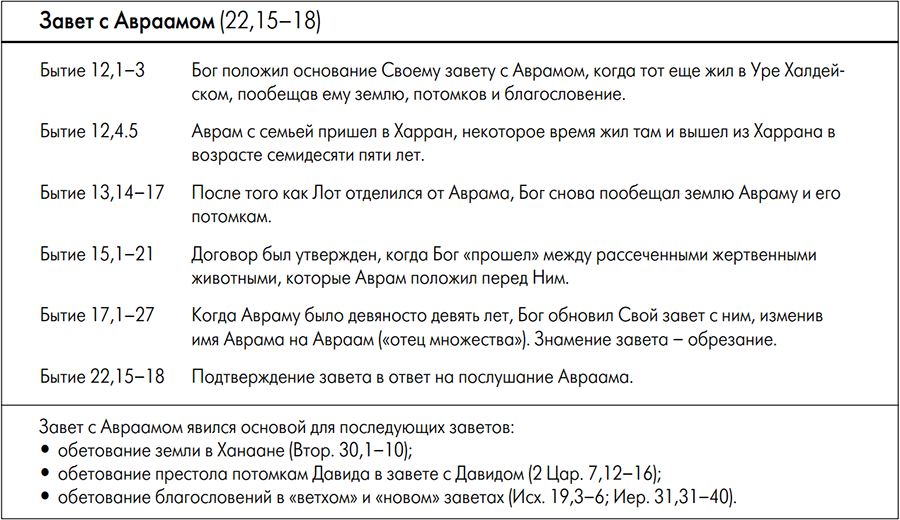 Завет с Авраамом (22,15–18)
Бытие 12,1–3 Бог положил основание Своему завету с Аврамом, когда тот еще жил в Уре Халдей-
ском, пообещав ему землю, потомков и благословение.
Бытие 12,4.5 Аврам с семьей пришел в Харран, некоторое время жил там и вышел из Харрана в
возрасте семидесяти пяти лет.
Бытие 13,14–17 После того как Лот отделился от Аврама, Бог снова пообещал землю Авраму и его
потомкам.
Бытие 15,1–21 Договор был утвержден, когда Бог «прошел» между рассеченными жертвенными
животными, которые Аврам положил перед Ним.
Бытие 17,1–27 Когда Авраму было девяносто девять лет, Бог обновил Свой завет с ним, изменив
имя Аврама на Авраам («отец множества»). Знамение завета – обрезание.
Бытие 22,15–18 Подтверждение завета в ответ на послушание Авраама.
Завет с Авраамом явился основой для последующих заветов:
• обетование земли в Ханаане (Втор. 30,1–10);
• обетование престола потомкам Давида в завете с Давидом (2 Цар. 7,12–16);
• обетование благословений в «ветхом» и «новом» заветах (Исх. 19,3–6; Иер. 31,31–40).